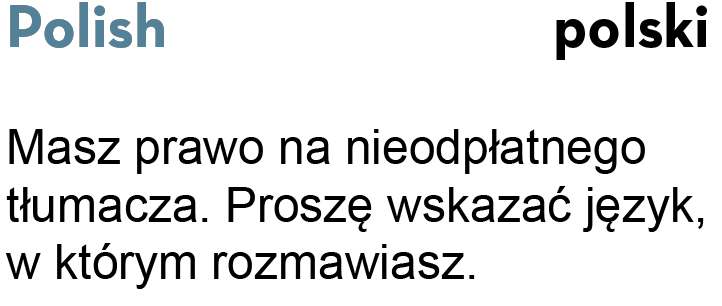 Polish polski
Masz prawo na nieodpłatnego
tłumacza. Proszę wskazać język,
w którym rozmawiasz.